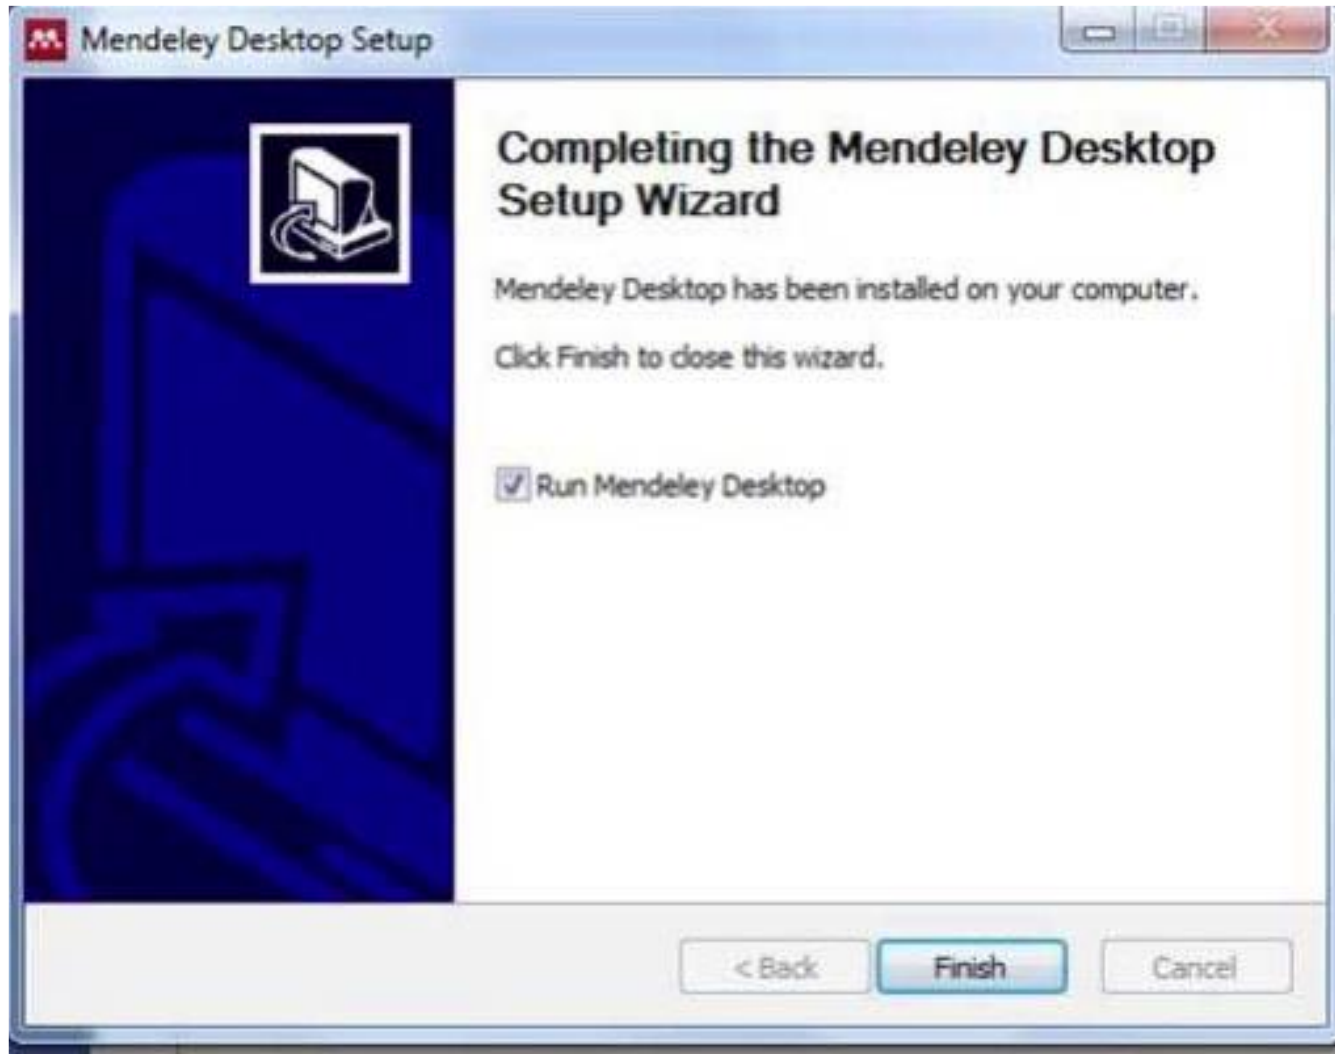 Mendeley Desktop Setup
Completing the Mendeley Desktop
Setup Wizard
Mendeley Desktop has been installed on your computer.
Click Finish to close this wizard.
Run Mendeley Desktop
< Back
Finish
Cancel